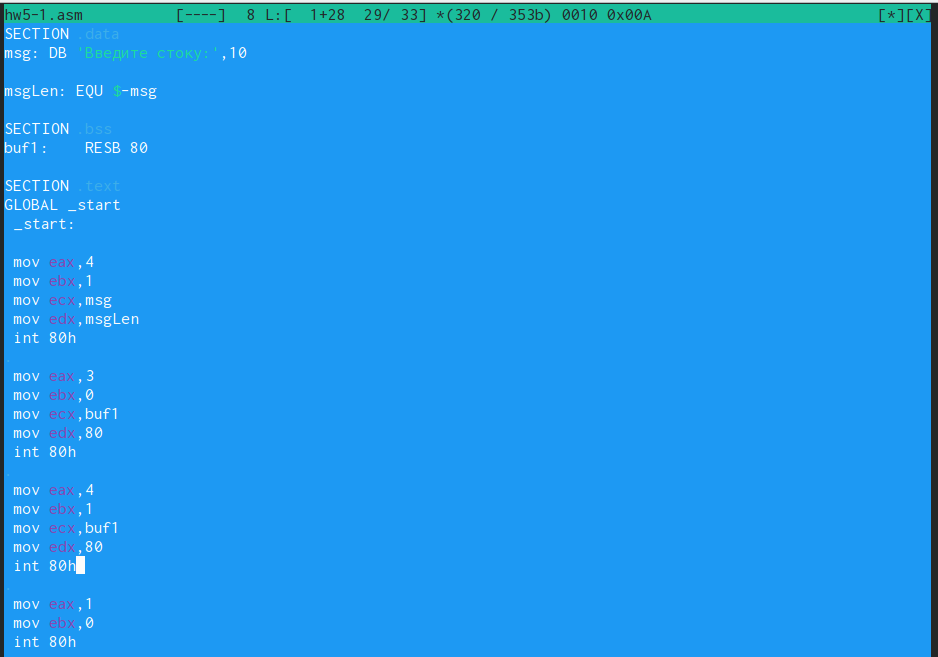 hw5-1.asm [----] 8 L:[ 1+28 29/ 33] *(320 / 353b) 0010 0x00A [*][X]
SECTION .data
msg: DB 'Введите стоку:',10
msgLen: EQU $-msg
SECTION .bss
buf1: RESB 80
SECTION .text
GLOBAL _start
_start:
mov eax,4
mov ebx,1
mov ecx,msg
mov edx,msgLen
int 80h
mov eax,3
mov ebx,0
mov ecx,buf1
mov edx,80
int 80h
mov eax,4
mov ebx,1
mov ecx,buf1
mov edx,80
int 80h
mov eax,1
mov ebx,0
int 80h